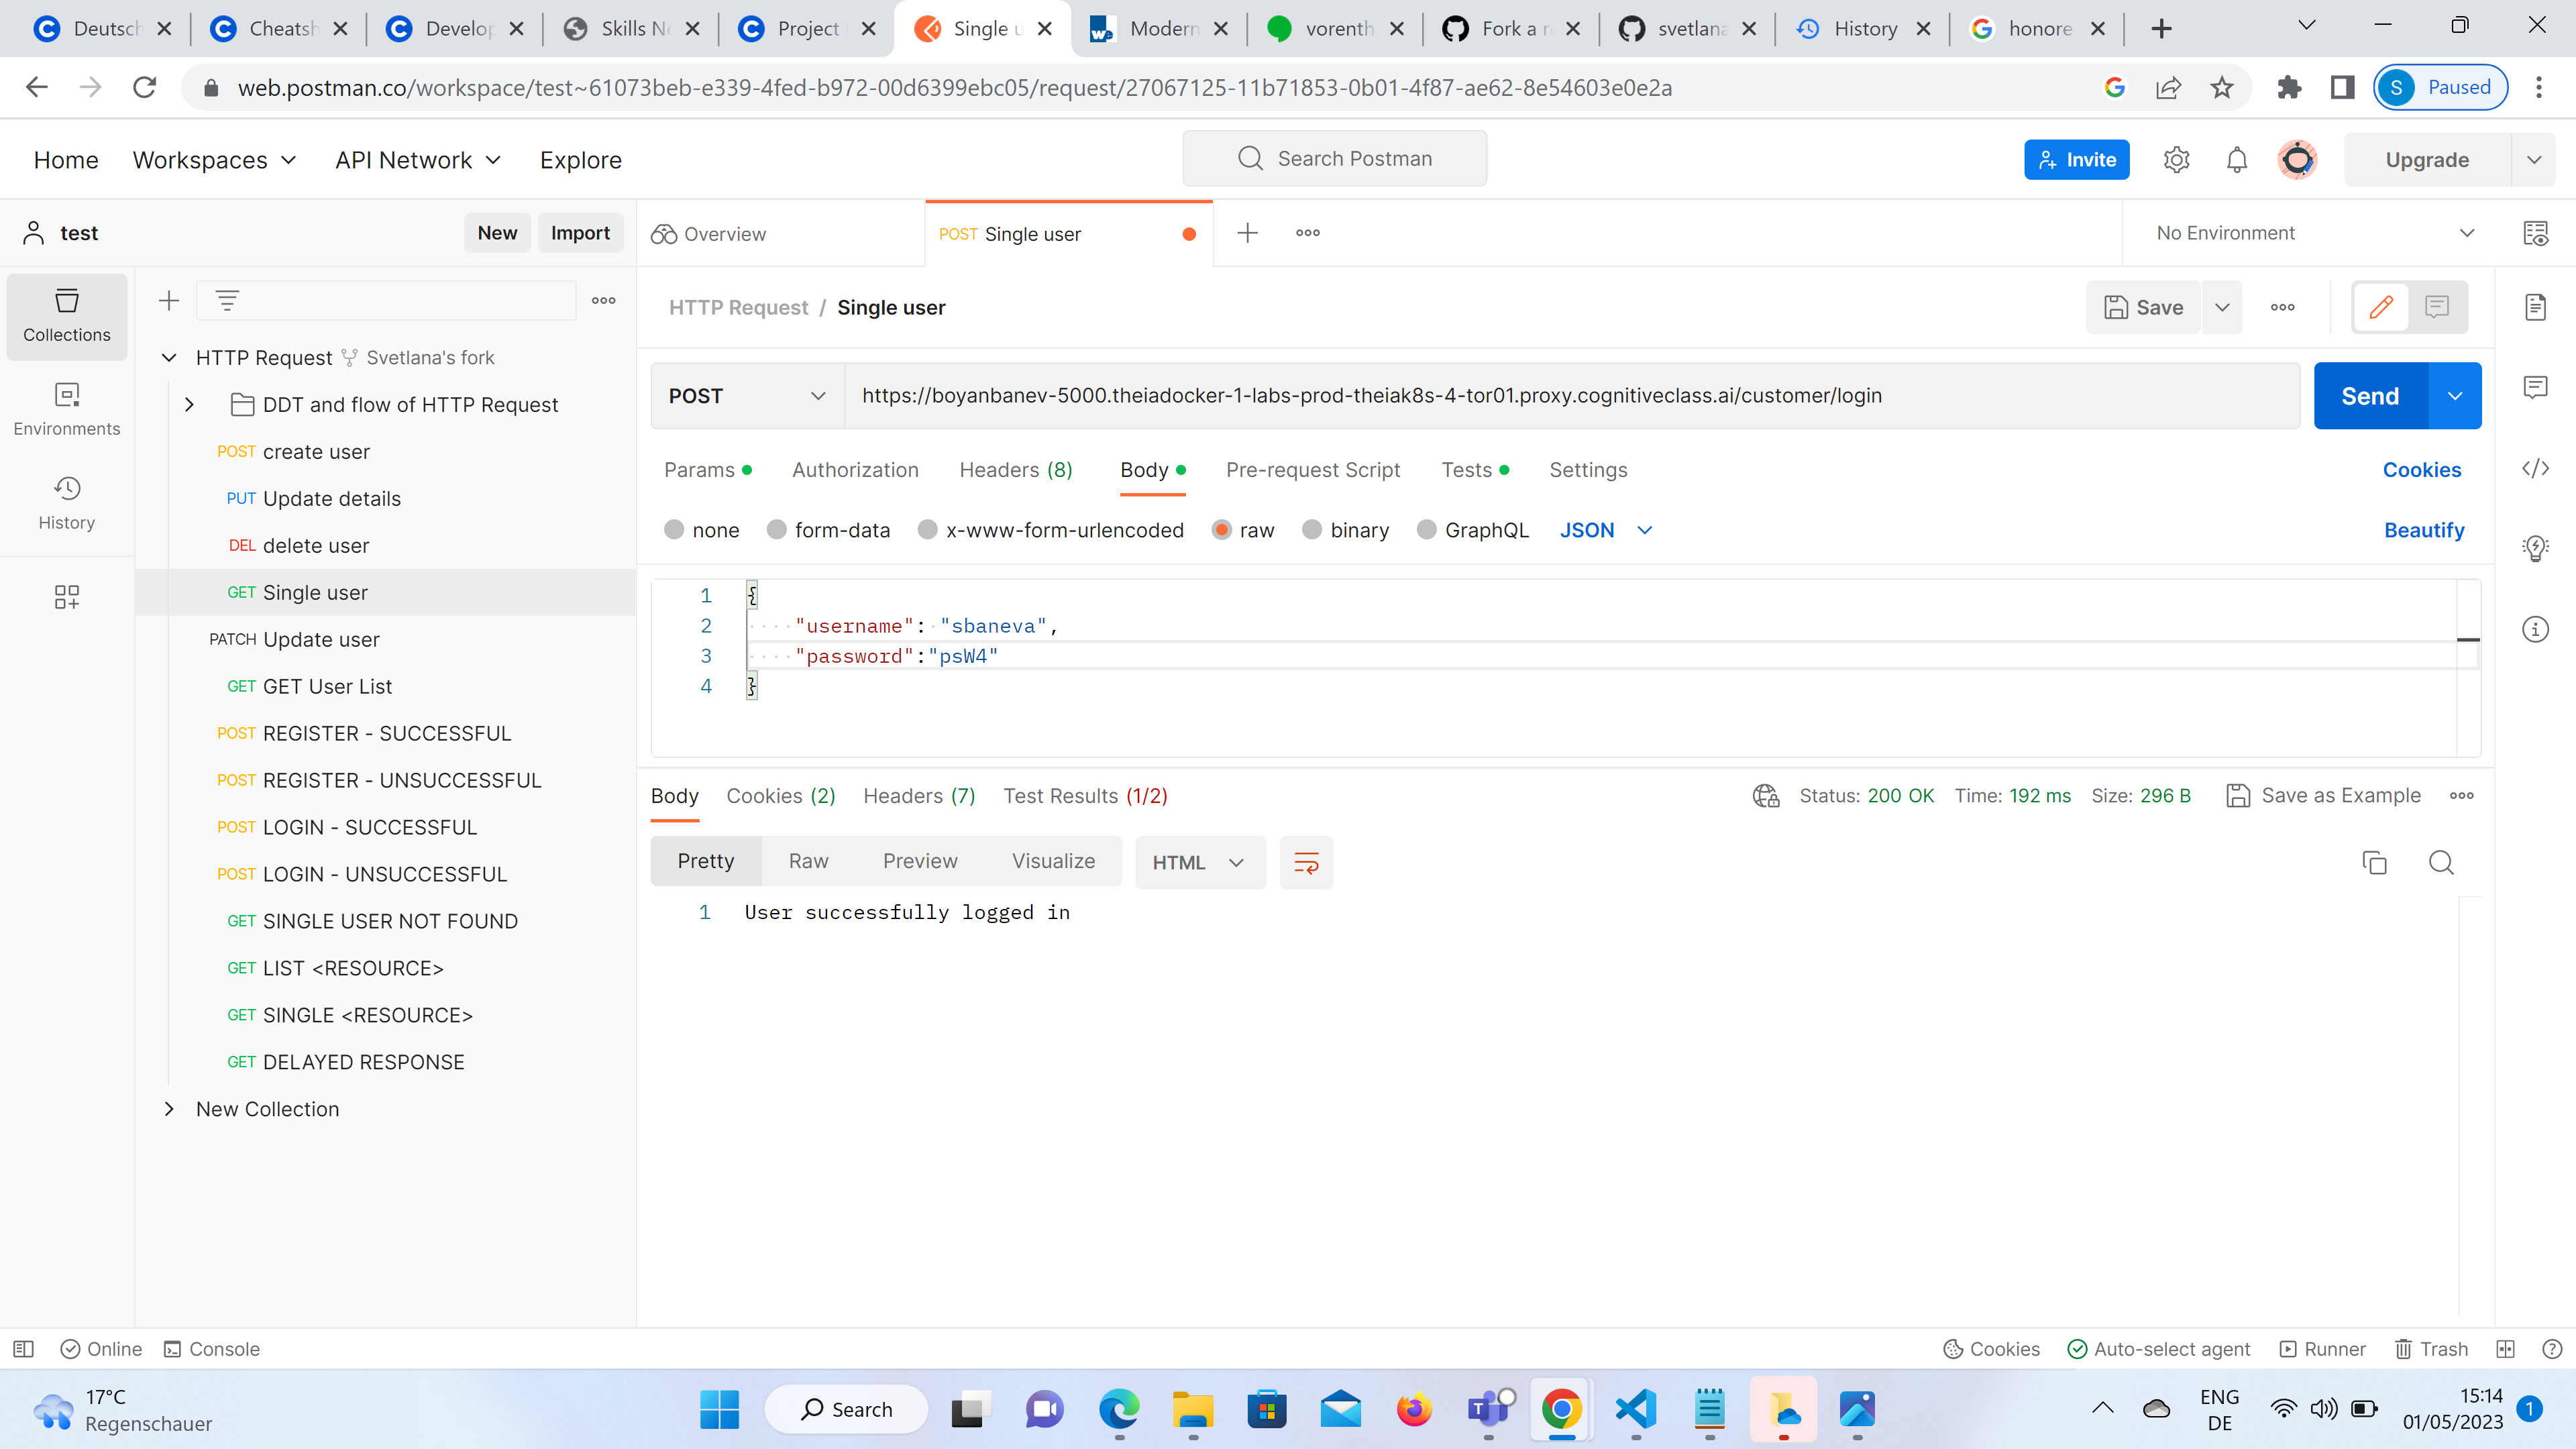 Deutsch
Cheatsh
Develop
Skills Ne
Project
Single u
Modern
vorenth
Fork a r
svetlana
History
honore
web.postman.co/workspace/test~61073beb-e339-4fed-b972-00d6399ebc05/request/27067125-11b71853-0b01-4f87-ae62-8e54603e0e2a
S Paused
Home Workspaces API Network Explore
Search Postman
Invite
Upgrade
test New Import
Overview
POST Single user
No Environment
Collections
Environments
History
HTTP Request Svetlana's fork
DDT and flow of HTTP Request
POST create user
PUT Update details
DEL delete user
GET Single user
PATCH Update user
GET GET User List
POST REGISTER - SUCCESSFUL
POST REGISTER - UNSUCCESSFUL
POST LOGIN - SUCCESSFUL
POST LOGIN - UNSUCCESSFUL
GET SINGLE USER NOT FOUND
GET LIST <RESOURCE>
GET SINGLE <RESOURCE>
GET DELAYED RESPONSE
New Collection
HTTP Request / Single user
Save
POST https://boyanbanev-5000.theiadocker-1-labs-prod-theiak8s-4-tor01.proxy.cognitiveclass.ai/customer/login
Send
Params Authorization Headers (8) Body Pre-request Script Tests Settings Cookies
none form-data x-www-form-urlencoded raw binary GraphQL JSON Beautify
1 {
2 "username": "sbaneva",
3 "password":"psW4"
4 }
Body Cookies (2) Headers (7) Test Results (1/2)
Status: 200 OK Time: 192 ms Size: 296 B Save as Example
Pretty Raw Preview Visualize HTML
1 User successfully logged in
Online Console
Cookies Auto-select agent Runner Trash
17°C
Regenschauer
Search
ENG
DE
15:14
01/05/2023
1